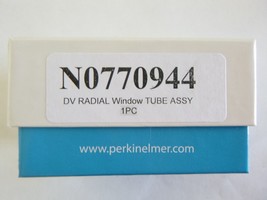 N0770944
DV RADIAL Window TUBE ASSY
1PC
www.perkinelmer.com